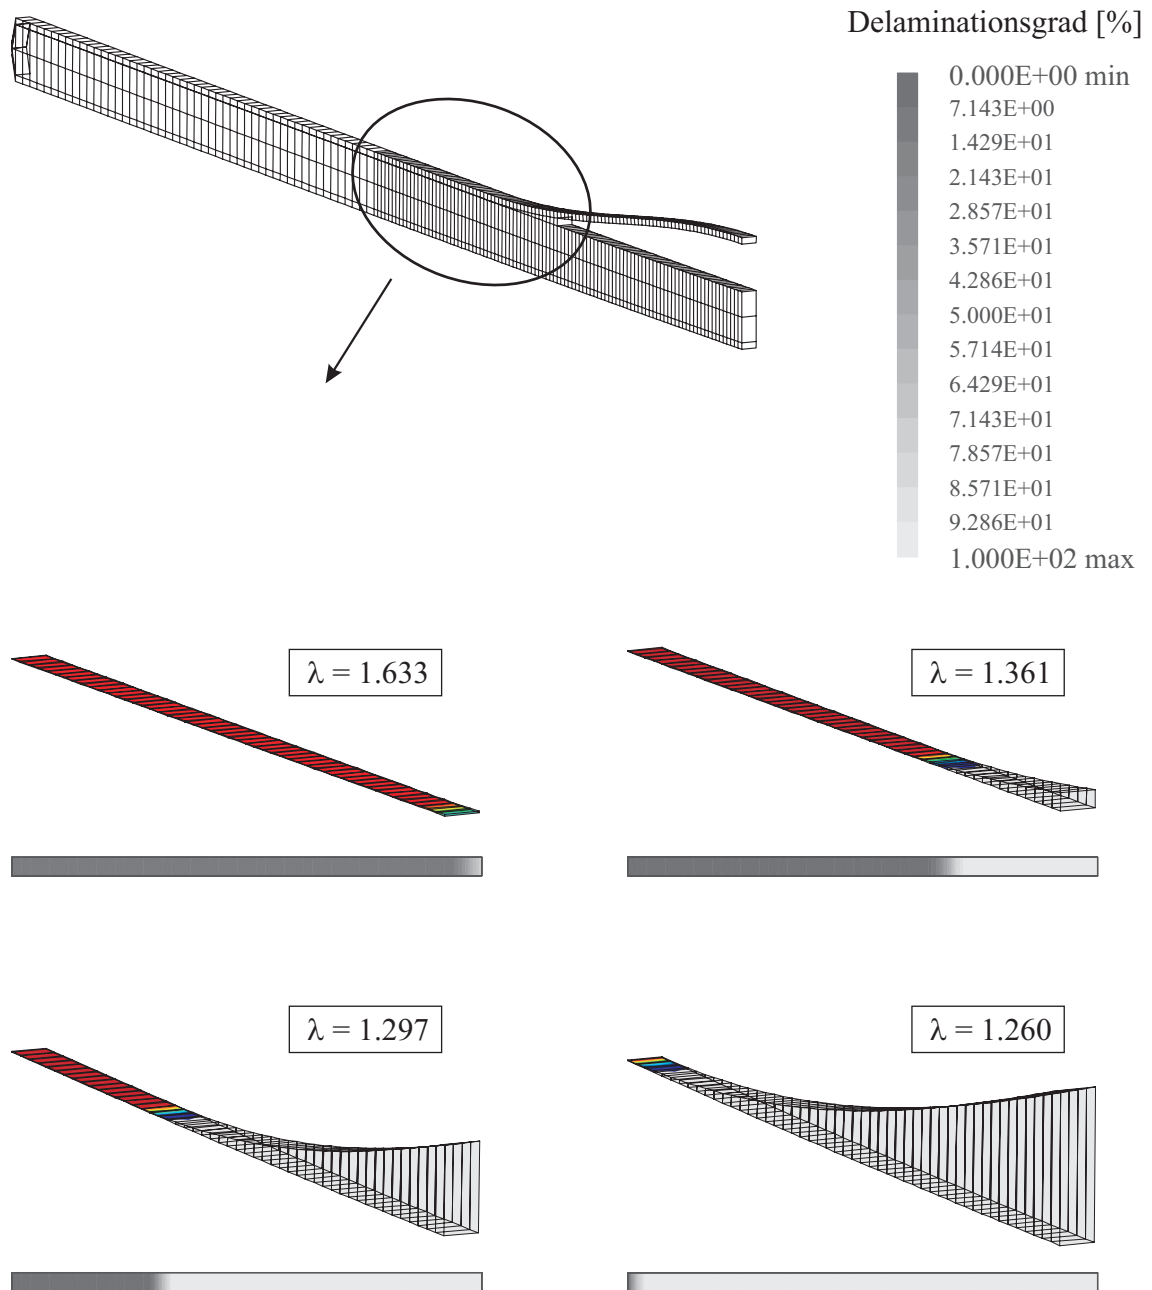 Delaminationsgrad [%]
0.000E+00 min
7.143E+00
1.429E+01
2.143E+01
2.857E+01
3.571E+01
4.286E+01
5.000E+01
5.714E+01
6.429E+01
7.143E+01
7.857E+01
8.571E+01
9.286E+01
1.000E+02 max
λ = 1.633
λ = 1.361
λ = 1.297
λ = 1.260